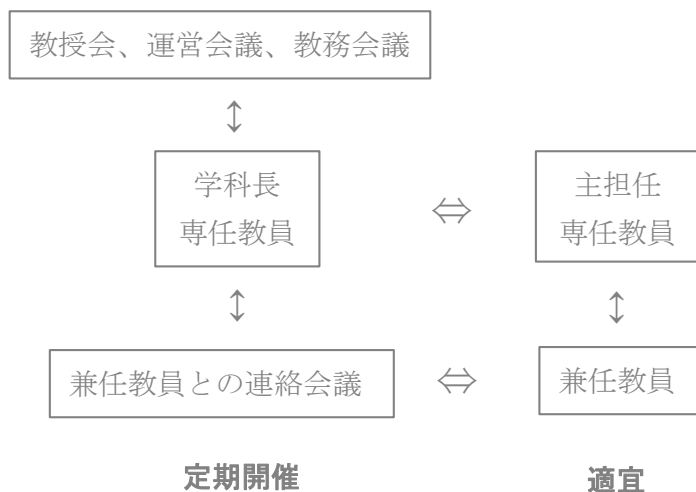 教授会、運営会議、教務会議
↕
学科長
専任教員
⇔
主担任
専任教員
↕
↕
兼任教員との連絡会議
⇔
兼任教員
定期開催
適宜